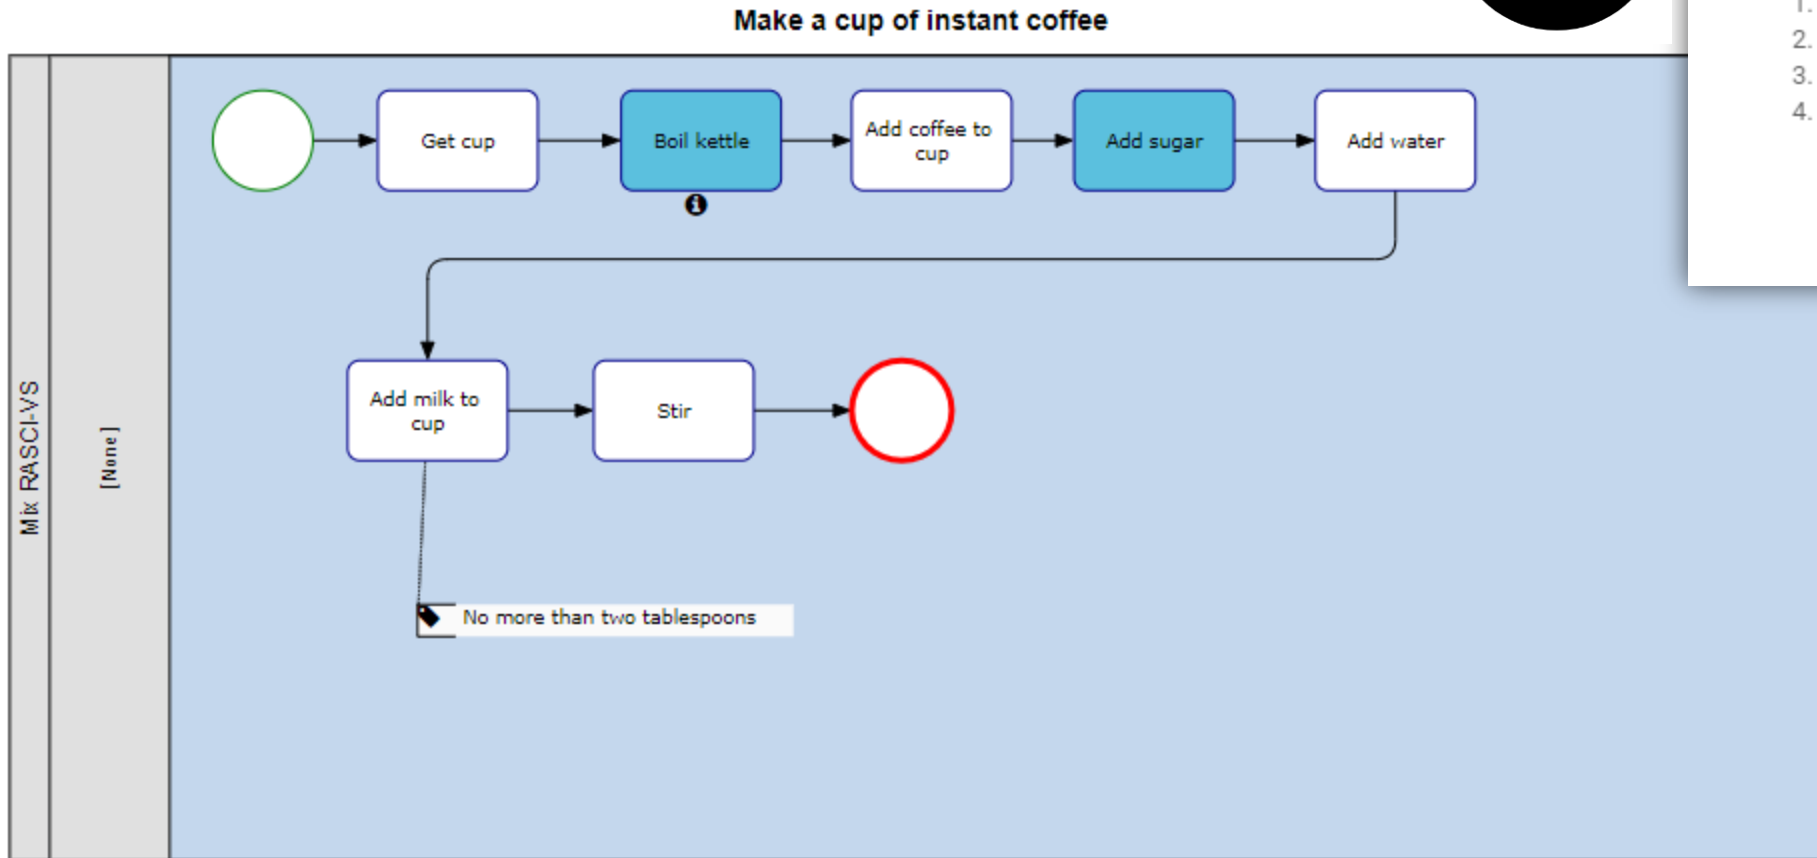 Make a cup of instant coffee
1.
2.
3.
4.
Mix RASCI-VS
[None]
Get cup
Boil kettle
Add coffee to
cup
Add sugar
Add water
Add milk to
cup
Stir
No more than two tablespoons